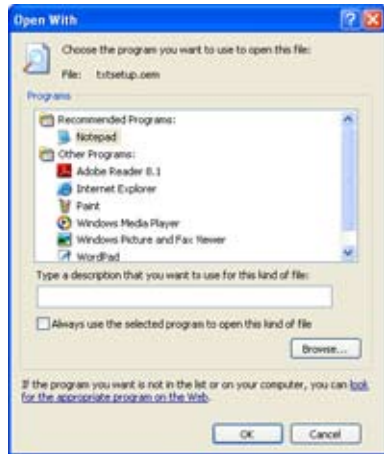 Open With
Choose the program you want to use to open this file:
File: txtsetup.oem
Programs
Recommended Programs:
Notepad
Other Programs:
Adobe Reader 8.1
Internet Explorer
Paint
Windows Media Player
Windows Picture and Fax Viewer
WordPad
Type a description that you want to use for this kind of file:
Always use the selected program to open this kind of file
Browse...
If the program you want is not in the list or on your computer, you can look
for the appropriate program on the Web.
OK Cancel